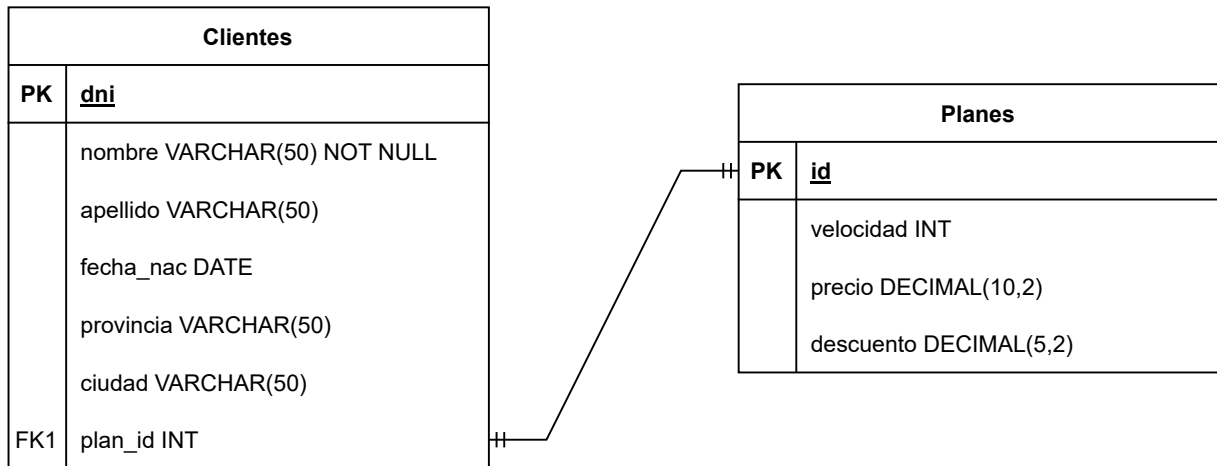 Clientes
PK dni
nombre VARCHAR(50) NOT NULL
apellido VARCHAR(50)
fecha_nac DATE
provincia VARCHAR(50)
ciudad VARCHAR(50)
FK1 plan_id INT
Planes
PK id
velocidad INT
precio DECIMAL(10,2)
descuento DECIMAL(5,2)